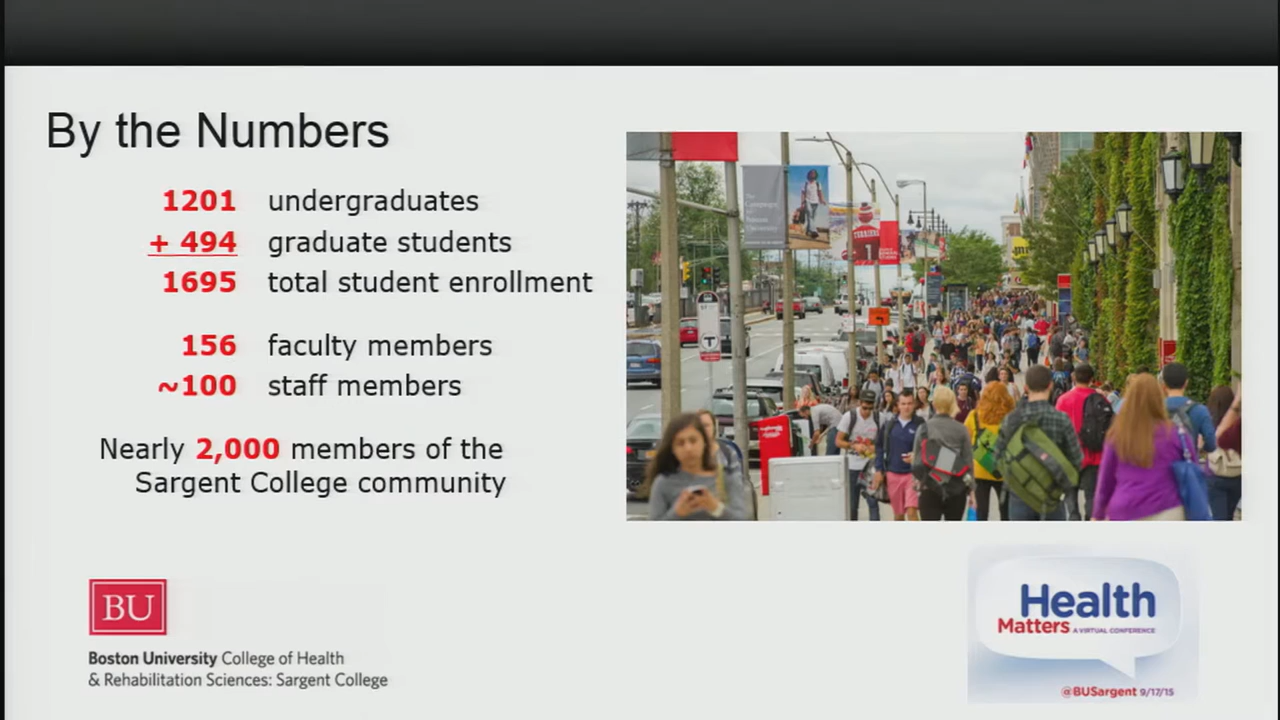 By the Numbers
1201 undergraduates
+ 494 graduate students
1695 total student enrollment
156 faculty members
~100 staff members
Nearly 2,000 members of the
Sargent College community
BU
Boston University College of Health
& Rehabilitation Sciences: Sargent College
TERRIERS
T
Health
Matters A VIRTUAL CONFERENCE
@BUSargent 9/17/15